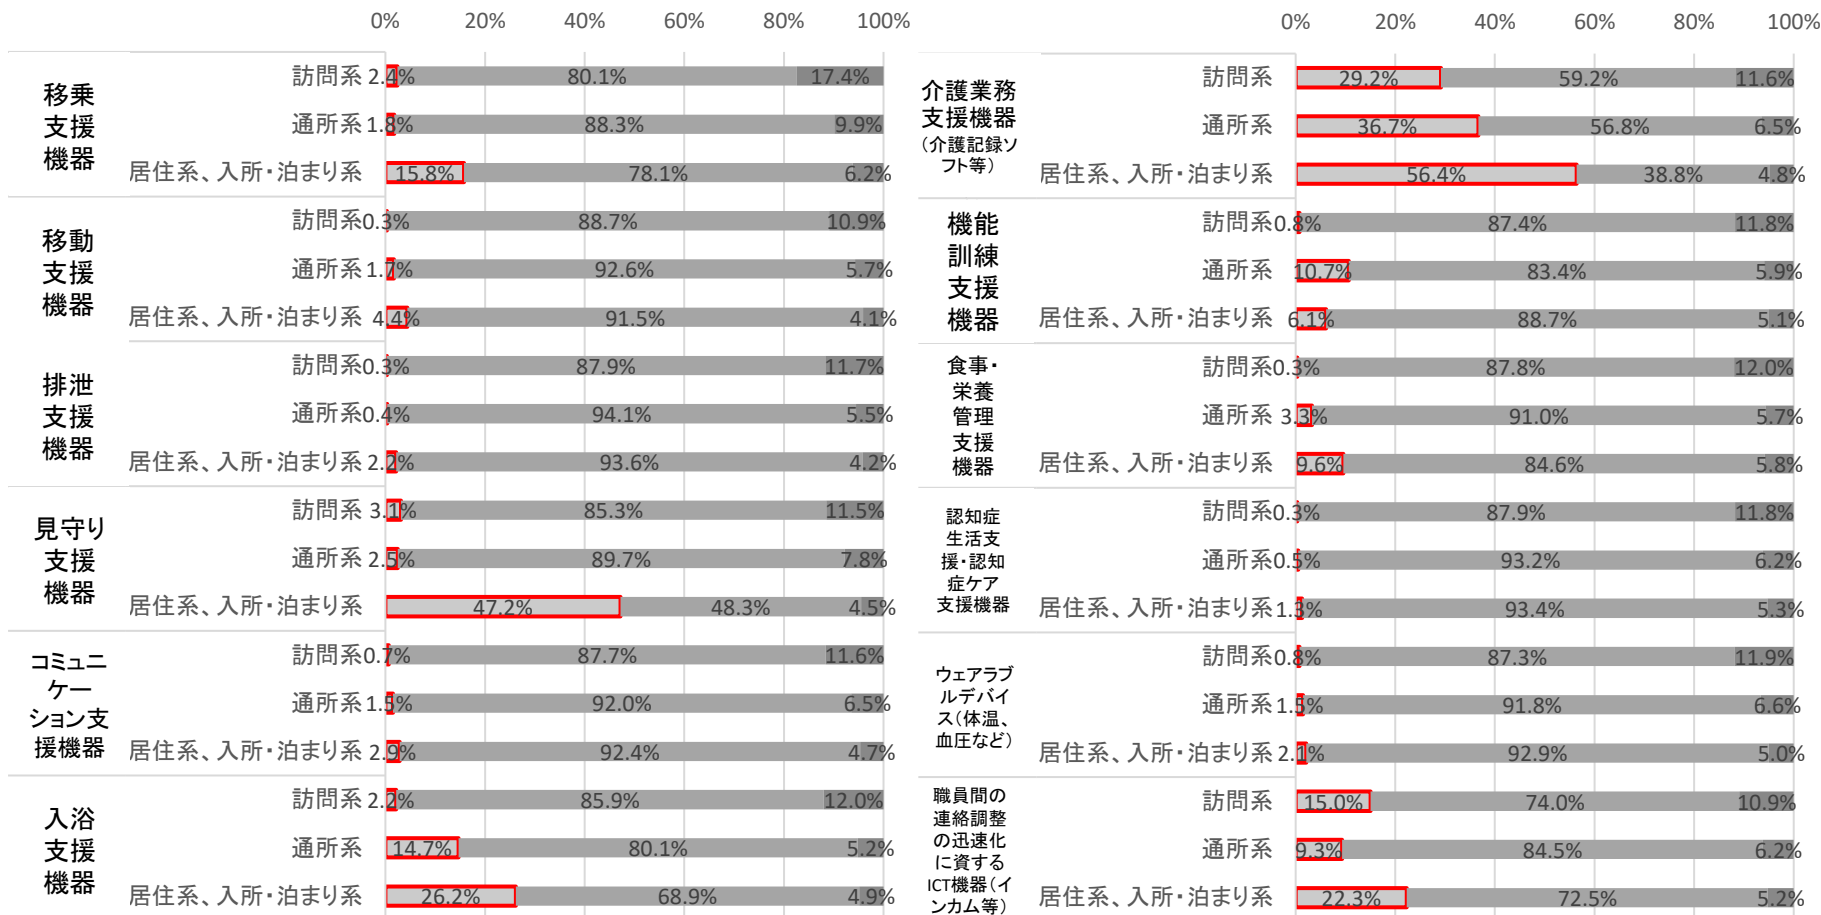 0% 20% 40% 60% 80% 100%
移乗
支援
機器
訪問系 2.4% 80.1% 17.4%
通所系 1.8% 88.3% 9.9%
居住系、入所・泊まり系 15.8% 78.1% 6.2%
移動
支援
機器
訪問系 0.3% 88.7% 10.9%
通所系 1.7% 92.6% 5.7%
居住系、入所・泊まり系 4.4% 91.5% 4.1%
排泄
支援
機器
訪問系 0.3% 87.9% 11.7%
通所系 0.4% 94.1% 5.5%
居住系、入所・泊まり系 2.2% 93.6% 4.2%
見守り
支援
機器
訪問系 3.1% 85.3% 11.5%
通所系 2.5% 89.7% 7.8%
居住系、入所・泊まり系 47.2% 48.3% 4.5%
コミュニ
ケー
ション支
援機器
訪問系 0.7% 87.7% 11.6%
通所系 1.5% 92.0% 6.5%
居住系、入所・泊まり系 2.9% 92.4% 4.7%
入浴
支援
機器
訪問系 2.2% 85.9% 12.0%
通所系 14.7% 80.1% 5.2%
居住系、入所・泊まり系 26.2% 68.9% 4.9%
0% 20% 40% 60% 80% 100%
介護業務
支援機器
（介護記録ソ
フト等）
訪問系 29.2% 59.2% 11.6%
通所系 36.7% 56.8% 6.5%
居住系、入所・泊まり系 56.4% 38.8% 4.8%
機能
訓練
支援
機器
訪問系 0.8% 87.4% 11.8%
通所系 10.7% 83.4% 5.9%
居住系、入所・泊まり系 6.1% 88.7% 5.1%
食事・
栄養
管理
支援
機器
訪問系 0.3% 87.8% 12.0%
通所系 3.3% 91.0% 5.7%
居住系、入所・泊まり系 9.6% 84.6% 5.8%
認知症
生活支
援・認知
症ケア
支援機器
訪問系 0.3% 87.9% 11.8%
通所系 0.5% 93.2% 6.2%
居住系、入所・泊まり系 1.3% 93.4% 5.3%
ウェアラブ
ルデバイ
ス（体温、
血圧など）
訪問系 0.8% 87.3% 11.9%
通所系 1.5% 91.8% 6.6%
居住系、入所・泊まり系 2.1% 92.9% 5.0%
職員間の
連絡調整
の迅速化
に資する
ICT機器（イ
ンカム等）
訪問系 15.0% 74.0% 10.9%
通所系 9.3% 84.5% 6.2%
居住系、入所・泊まり系 22.3% 72.5% 5.2%